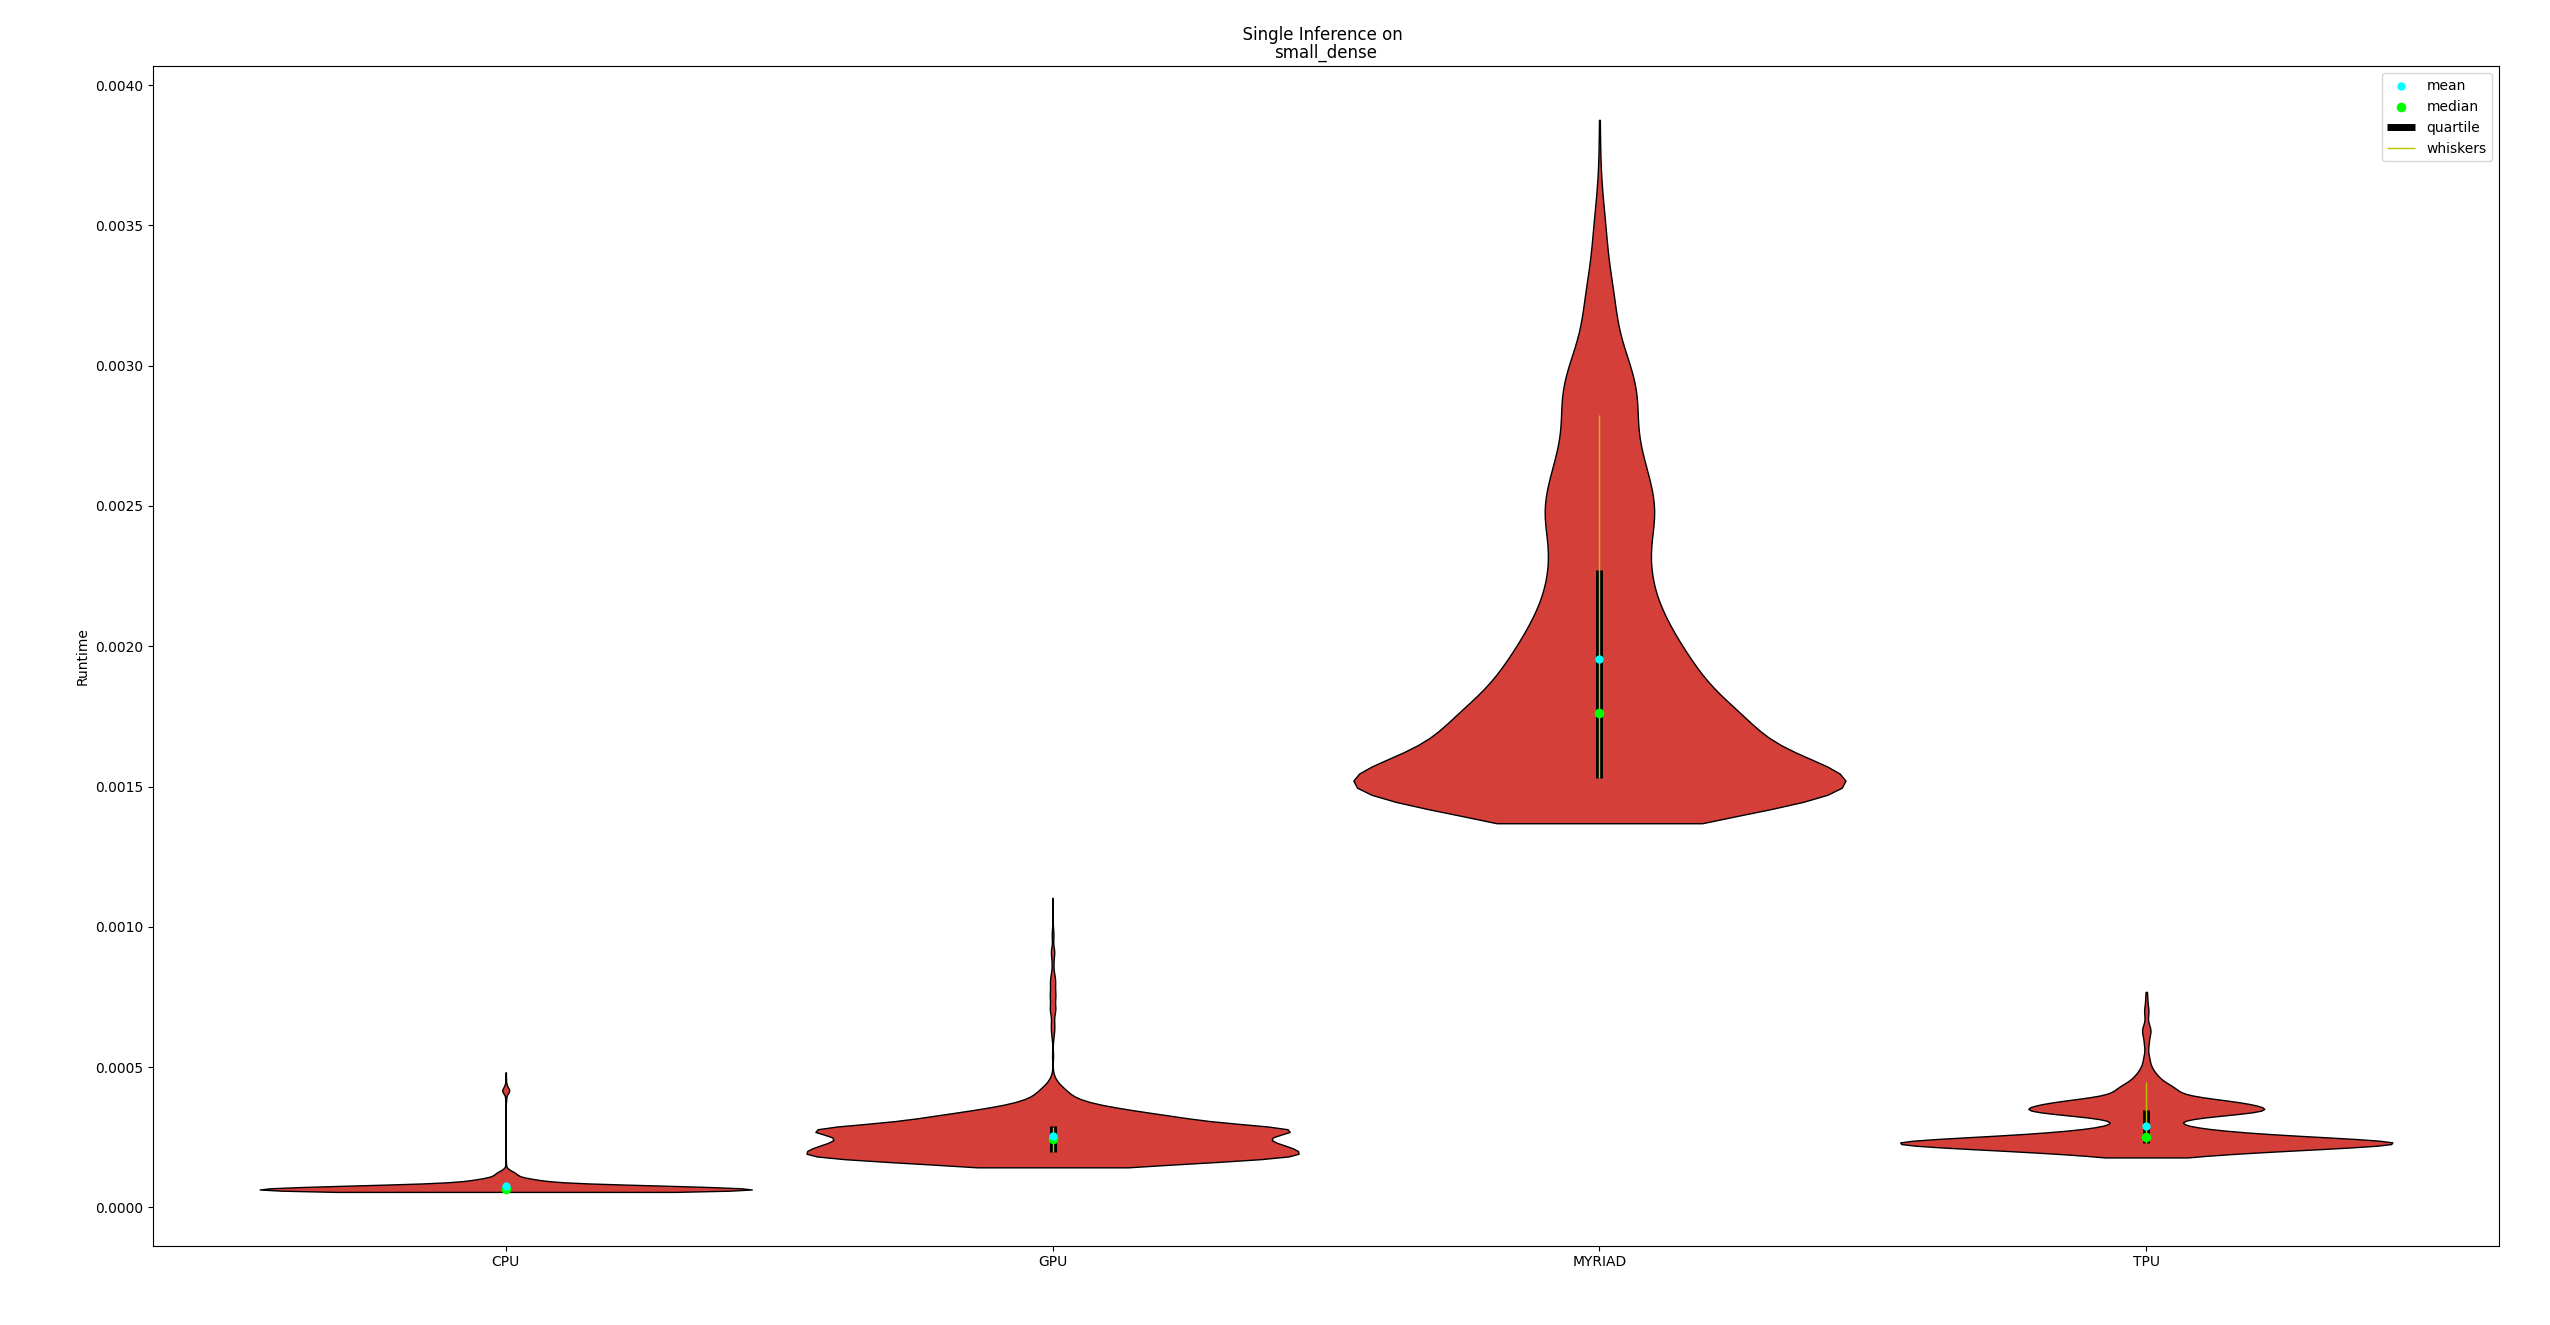 Single Inference on
small_dense
mean
median
quartile
whiskers
Runtime
0.0040
0.0035
0.0030
0.0025
0.0020
0.0015
0.0010
0.0005
0.0000
CPU GPU MYRIAD TPU